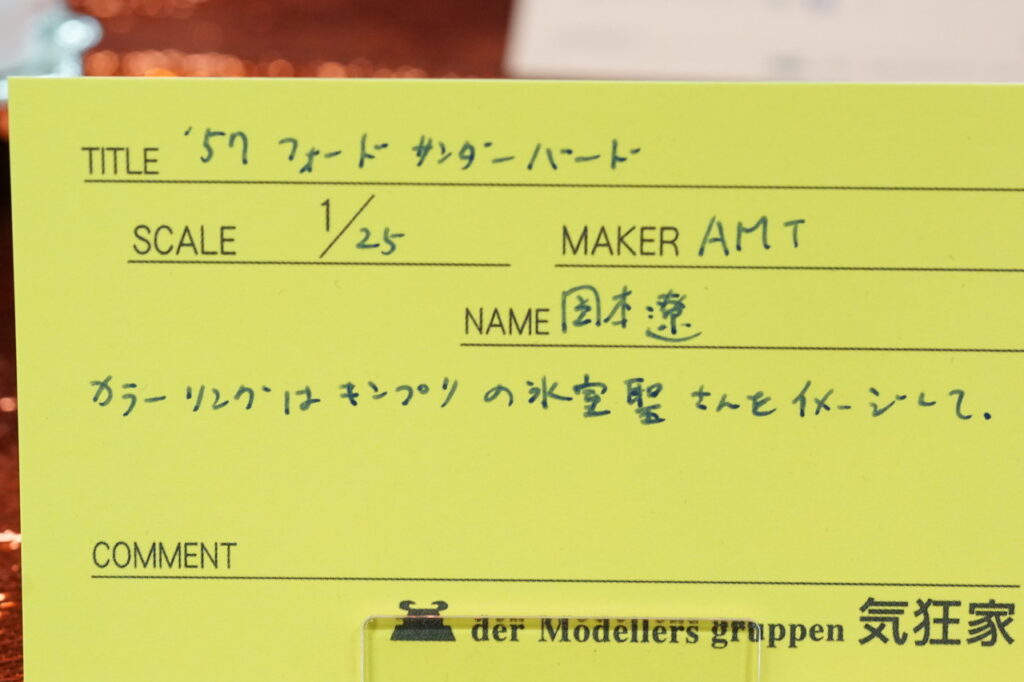 TITLE '57 フォード サンダーバード
SCALE 1/25 MAKER AMT
NAME 岡本遼
カラーリングはキンプリの氷室聖さんをイメージして.
COMMENT
der Modellers gruppen 気狂家